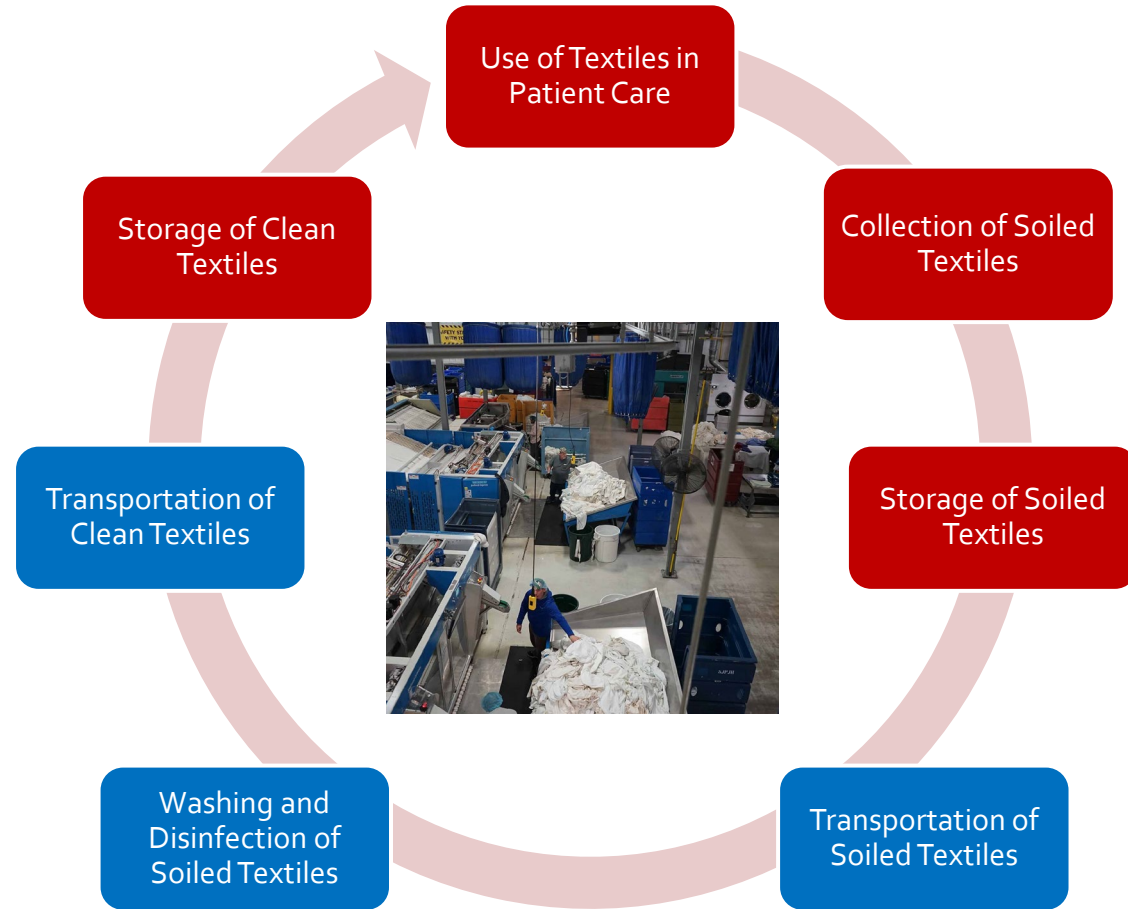 Use of Textiles in
Patient Care
Collection of Soiled
Textiles
Storage of Soiled
Textiles
Transportation of
Soiled Textiles
Washing and
Disinfection of
Soiled Textiles
Transportation of
Clean Textiles
Storage of Clean
Textiles